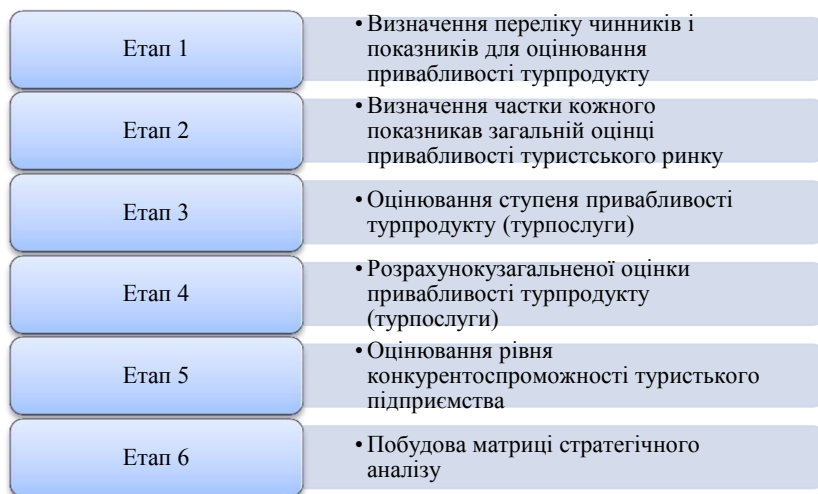 Етап 1
• Визначення переліку чинників і
показників для оцінювання
привабливості турпродукту
Етап 2
• Визначення частки кожного
показникав загальній оцінці
привабливості туристського ринку
Етап 3
• Оцінювання ступеня привабливості
турпродукту (турпослуги)
Етап 4
• Розрахунокузагальненої оцінки
привабливості турпродукту
(турпослуги)
Етап 5
• Оцінювання рівня
конкурентоспроможності туристького
підприємства
Етап 6
• Побудова матриці стратегічного
аналізу